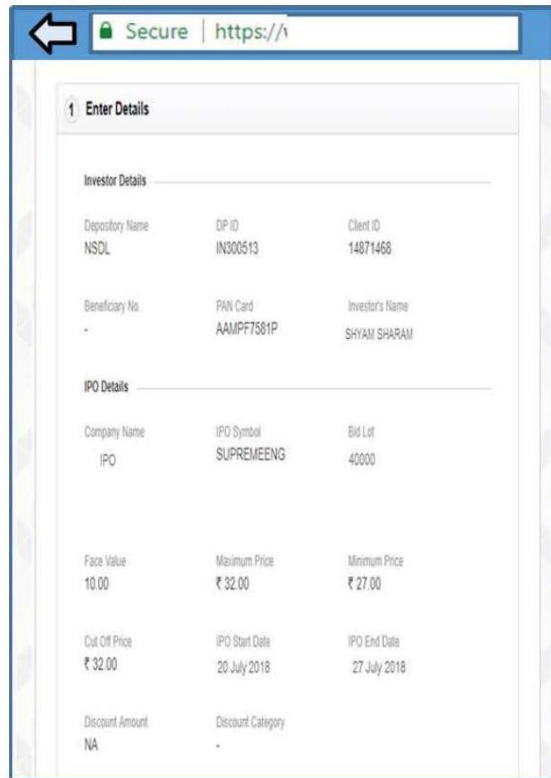 Secure | https://
1 Enter Details
Investor Details
Depository Name DP ID Client ID
NSDL IN300513 14871468
Beneficiary No. PAN Card Investor's Name
- AAMPF7581P SHYAM SHARAM
IPO Details
Company Name IPO Symbol Bid Lot
IPO SUPREMEENG 40000
Face Value Maximum Price Minimum Price
10.00 ₹ 32.00 ₹ 27.00
Cut Off Price IPO Start Date IPO End Date
₹ 32.00 20 July 2018 27 July 2018
Discount Amount Discount Category
NA -